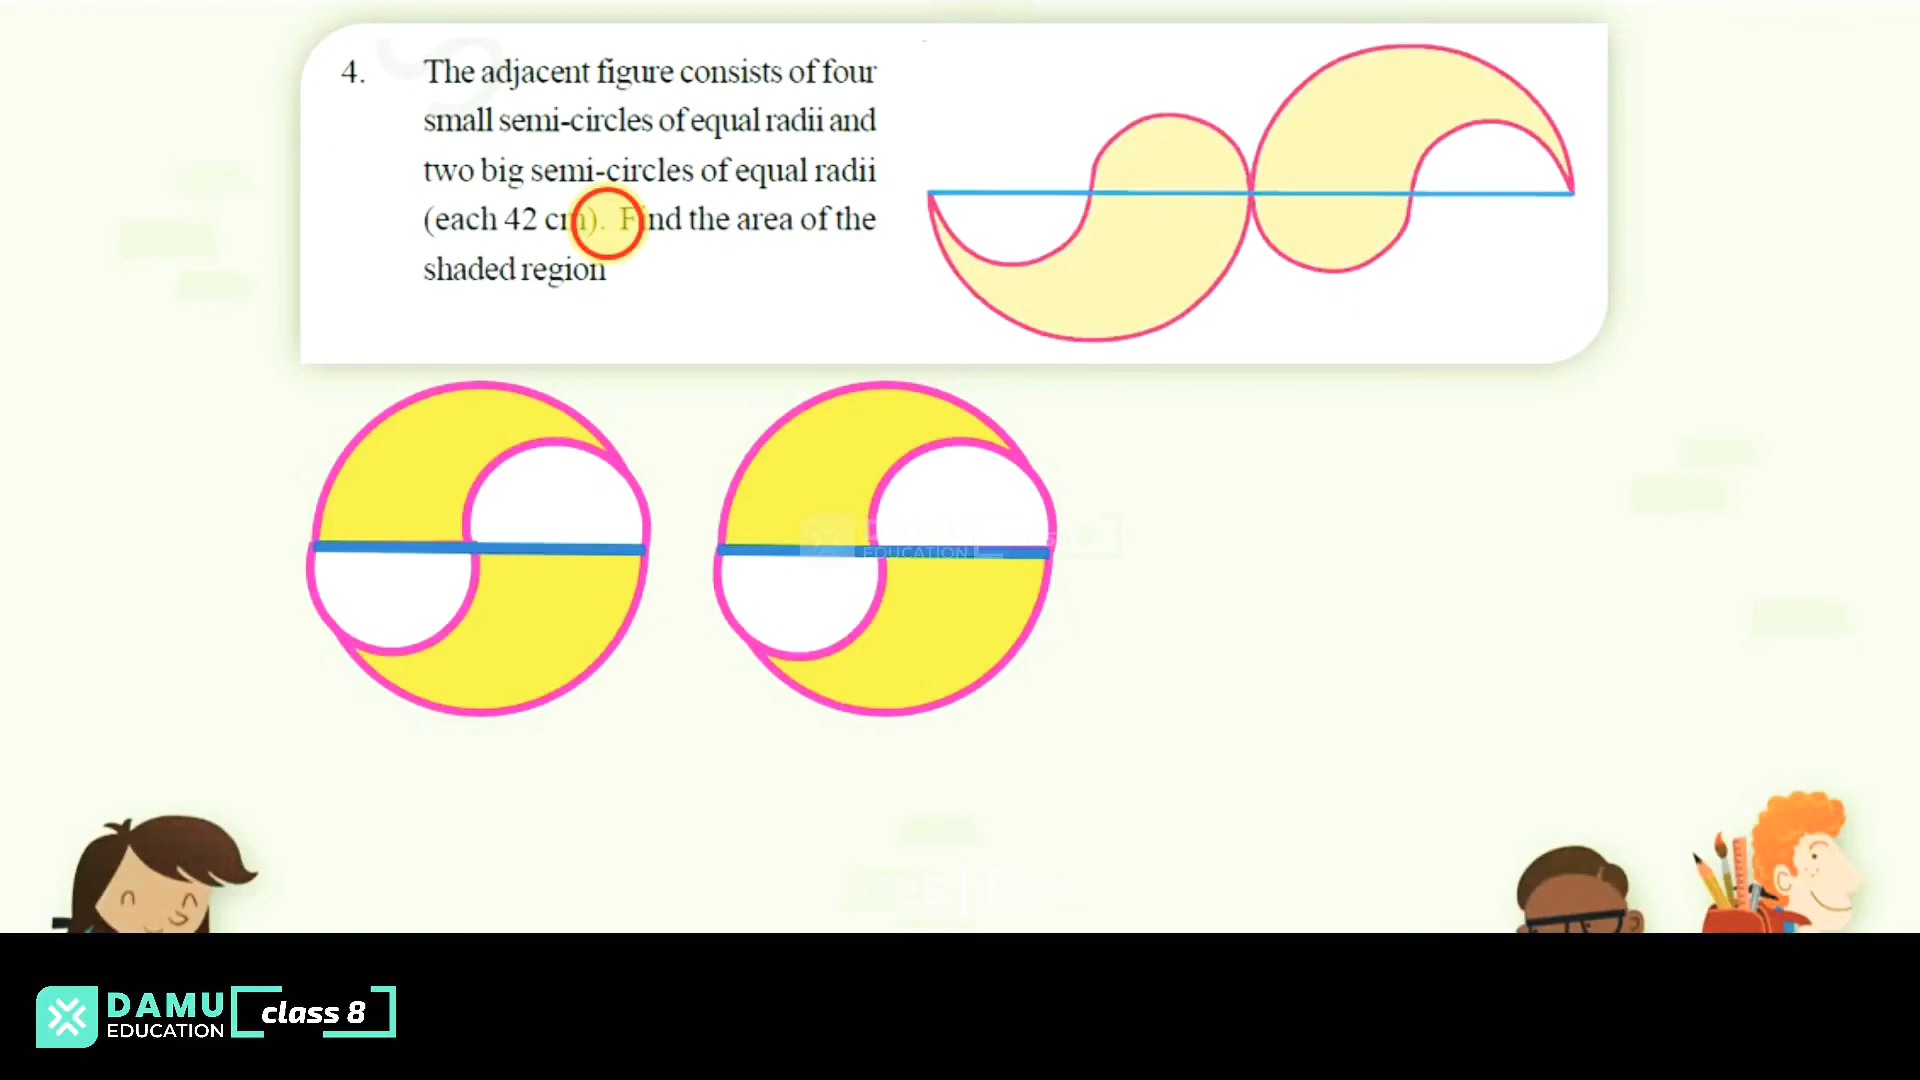 4. The adjacent figure consists of four
small semi-circles of equal radii and
two big semi-circles of equal radii
(each 42 cm). Find the area of the
shaded region
DAMU
EDUCATION
class 8
EDUCATION